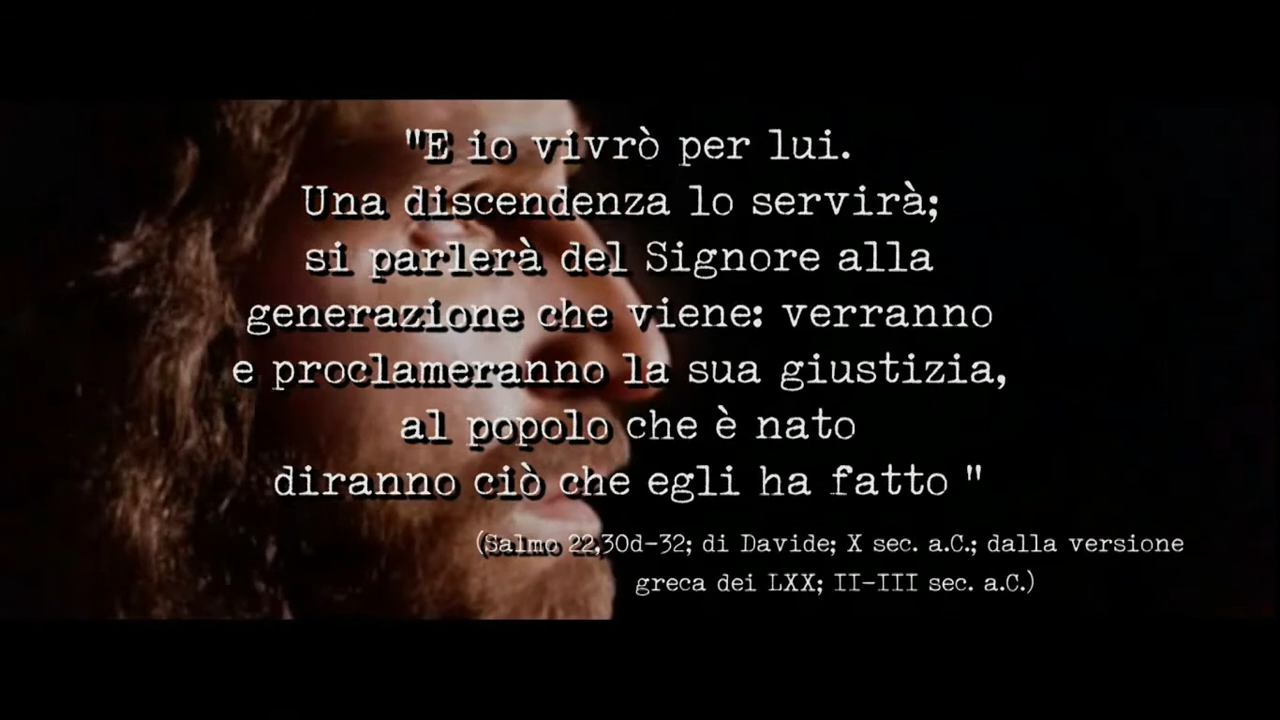 "E io vivrò per lui.
Una discendenza lo servirà;
si parlerà del Signore alla
generazione che viene: verranno
e proclameranno la sua giustizia,
al popolo che è nato
diranno ciò che egli ha fatto "
(Salmo 22,30d-32; di Davide; X sec. a.C.; dalla versione
greca dei LXX; II-III sec. a.C.)